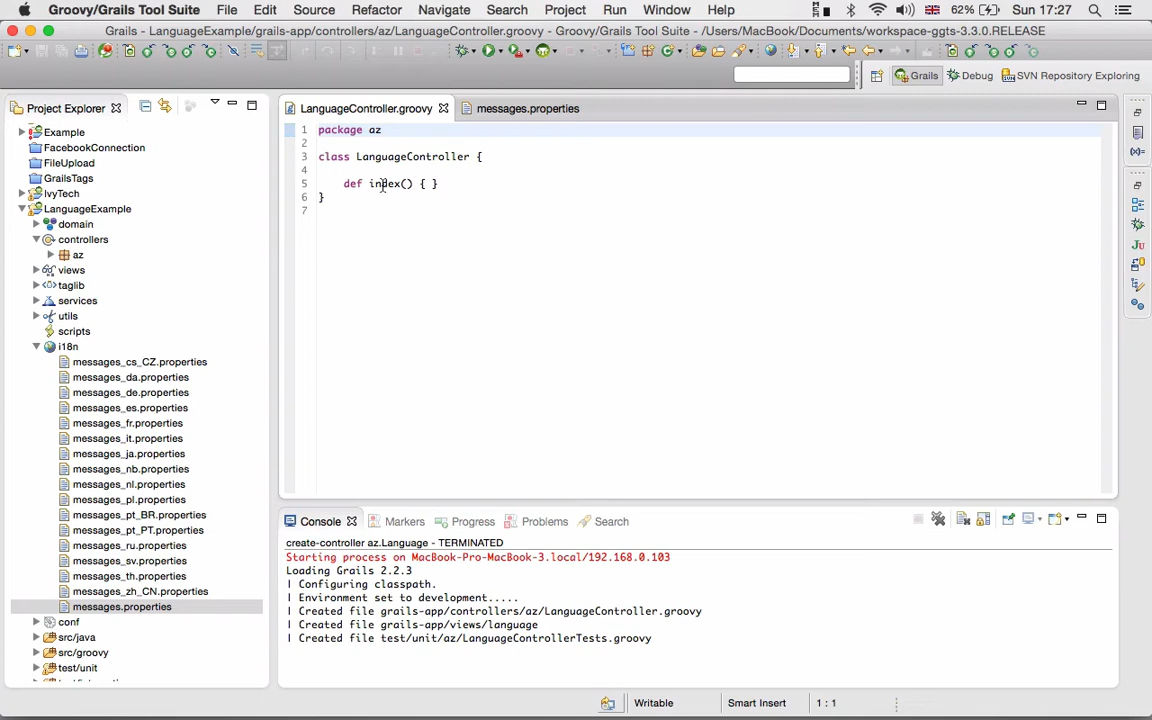 Groovy/Grails Tool Suite File Edit Source Refactor Navigate Search Project Run Window Help 62% Sun 17:27
Grails - LanguageExample/grails-app/controllers/az/LanguageController.groovy - Groovy/Grails Tool Suite - /Users/MacBook/Documents/workspace-ggts-3.3.0.RELEASE
Grails Debug SVN Repository Exploring
Project Explorer
Example
FacebookConnection
FileUpload
GrailsTags
IvyTech
LanguageExample
domain
controllers
az
views
taglib
services
utils
scripts
i18n
messages_cs_CZ.properties
messages_da.properties
messages_de.properties
messages_es.properties
messages_fr.properties
messages_it.properties
messages_ja.properties
messages_nb.properties
messages_nl.properties
messages_pl.properties
messages_pt_BR.properties
messages_pt_PT.properties
messages_ru.properties
messages_sv.properties
messages_th.properties
messages_zh_CN.properties
messages.properties
conf
src/java
src/groovy
test/unit
LanguageController.groovy messages.properties
1 package az
2
3 class LanguageController {
4
5 def index() { }
6 }
7
Console Markers Progress Problems Search
create-controller az.Language - TERMINATED
Starting process on MacBook-Pro-MacBook-3.local/192.168.0.103
Loading Grails 2.2.3
| Configuring classpath.
| Environment set to development.....
| Created file grails-app/controllers/az/LanguageController.groovy
| Created file grails-app/views/language
| Created file test/unit/az/LanguageControllerTests.groovy
Writable Smart Insert 1 : 1